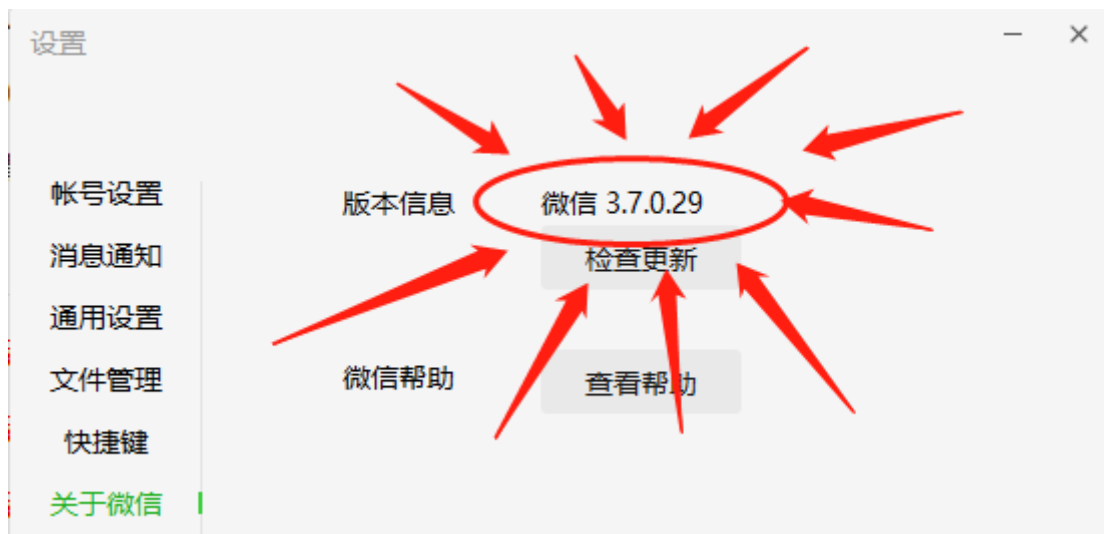 设置
帐号设置
版本信息 微信 3.7.0.29
消息通知
检查更新
通用设置
文件管理
微信帮助 查看帮助
快捷键
关于微信